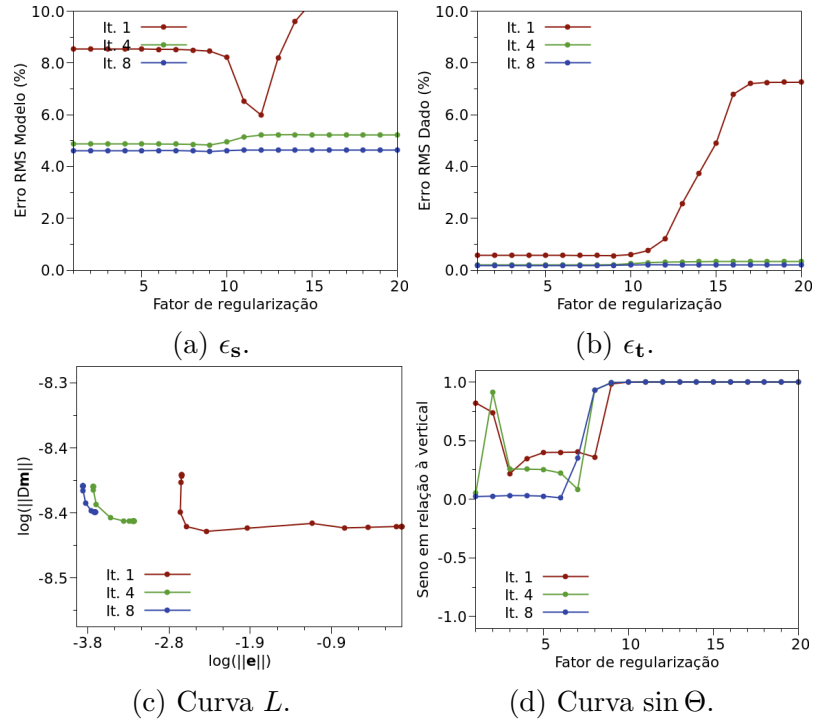 It. 1
It. 4
It. 8
10.0
8.0
6.0
4.0
2.0
0.0
Erro RMS Modelo (%)
5
10
15
20
Fator de regularização
(a) ϵs.
It. 1
It. 4
It. 8
10.0
8.0
6.0
4.0
2.0
0.0
Erro RMS Dado (%)
5
10
15
20
Fator de regularização
(b) ϵt.
-8.3
-8.4
-8.4
-8.5
log(||Dm||)
It. 1
It. 4
It. 8
-3.8
-2.8
-1.9
-0.9
log(||e||)
(c) Curva L.
1.0
0.5
0.0
-0.5
-1.0
Seno em relação à vertical
It. 1
It. 4
It. 8
5
10
15
20
Fator de regularização
(d) Curva sin Θ.